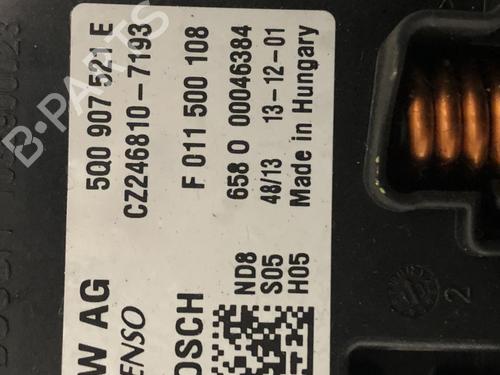 5Q0 907 521 E
CZ246810-7193
F 011 500 108
658 0 00046384
48/13 13-12-01
Made in Hungary
W AG
ENSO
OSCH
ND8
S05
H05
2
B-PARTS